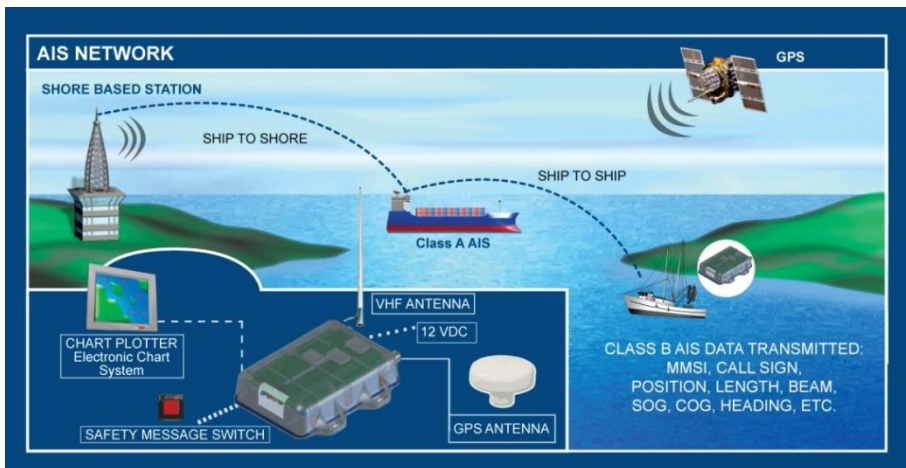 AIS NETWORK
GPS
SHORE BASED STATION
SHIP TO SHORE
SHIP TO SHIP
Class A AIS
VHF ANTENNA
12 VDC
CHART PLOTTER
Electronic Chart
System
SAFETY MESSAGE SWITCH
GPS ANTENNA
CLASS B AIS DATA TRANSMITTED:
MMSI, CALL SIGN,
POSITION, LENGTH, BEAM,
SOG, COG, HEADING, ETC.